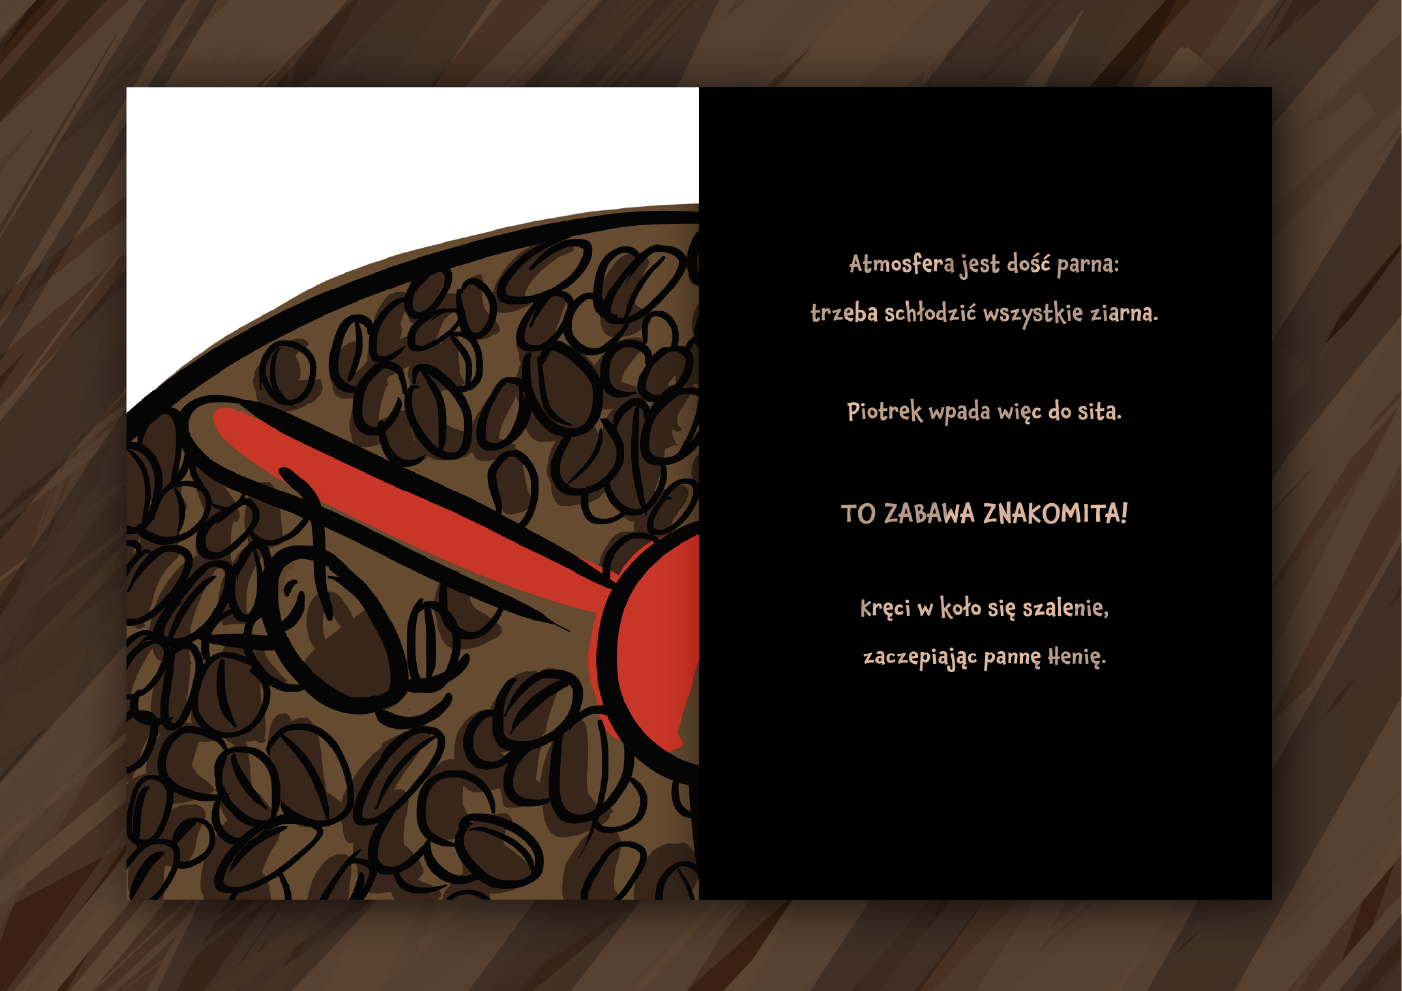 Atmosfera jest dość parna:
trzeba schłodzić wszystkie ziarna.
Piotrek wpada więc do sita.
TO ZABAWA ZNAKOMITA!
Kręci w koło się szalenie,
zaczepiając pannę Henię.